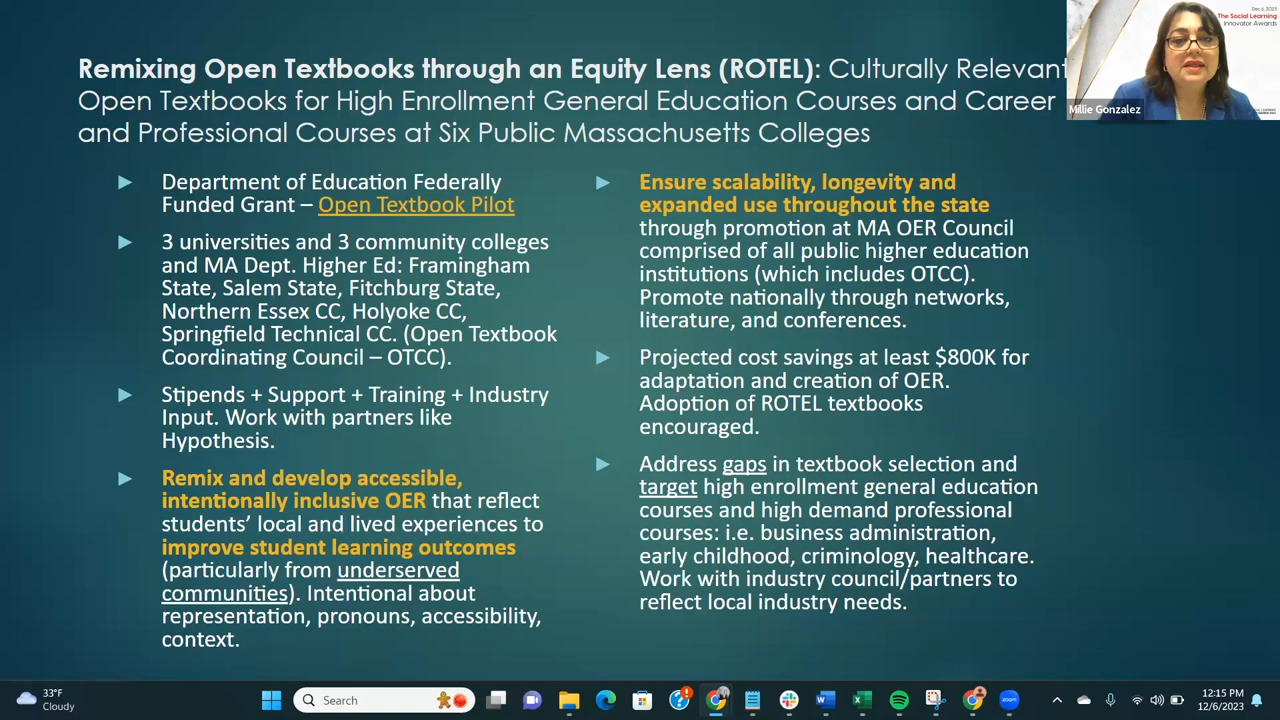 Remixing Open Textbooks through an Equity Lens (ROTEL): Culturally Relevant
Open Textbooks for High Enrollment General Education Courses and Career
and Professional Courses at Six Public Massachusetts Colleges
Dec 6, 2023
The Social Learning
Innovator Awards
Millie Gonzalez
Department of Education Federally
Funded Grant – Open Textbook Pilot
3 universities and 3 community colleges
and MA Dept. Higher Ed: Framingham
State, Salem State, Fitchburg State,
Northern Essex CC, Holyoke CC,
Springfield Technical CC. (Open Textbook
Coordinating Council – OTCC).
Stipends + Support + Training + Industry
Input. Work with partners like
Hypothesis.
Remix and develop accessible,
intentionally inclusive OER that reflect
students’ local and lived experiences to
improve student learning outcomes
(particularly from underserved
communities). Intentional about
representation, pronouns, accessibility,
context.
Ensure scalability, longevity and
expanded use throughout the state
through promotion at MA OER Council
comprised of all public higher education
institutions (which includes OTCC).
Promote nationally through networks,
literature, and conferences.
Projected cost savings at least $800K for
adaptation and creation of OER.
Adoption of ROTEL textbooks
encouraged.
Address gaps in textbook selection and
target high enrollment general education
courses and high demand professional
courses: i.e. business administration,
early childhood, criminology, healthcare.
Work with industry council/partners to
reflect local industry needs.
33°F
Cloudy
Search
zoom
12:15 PM
12/6/2023